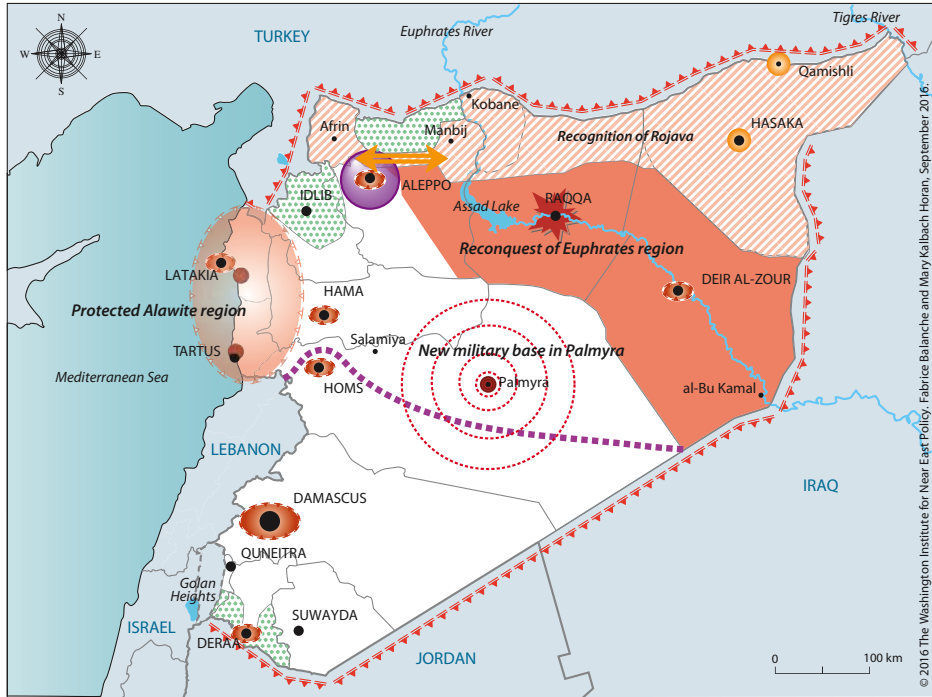 N
W
E
S
TURKEY
Euphrates River
Tigres River
Qamishli
Kobane
Afrin
Manbij
HASAKA
Recognition of Rojava
ALEPPO
IDLIB
Assad Lake
RAQQA
Reconquest of Euphrates region
LATAKIA
DEIR AL-ZOUR
HAMA
Protected Alawite region
Salamiya
New military base in Palmyra
TARTUS
HOMS
Mediterranean Sea
Palmyra
al-Bu Kamal
LEBANON
IRAQ
DAMASCUS
QUNEITRA
Golan
Heights
ISRAEL
SUWAYDA
DERAA
JORDAN
0
100 km
© 2016 The Washington Institute for Near East Policy. Fabrice Balanche and Mary Kalbach Horan, September 2016.